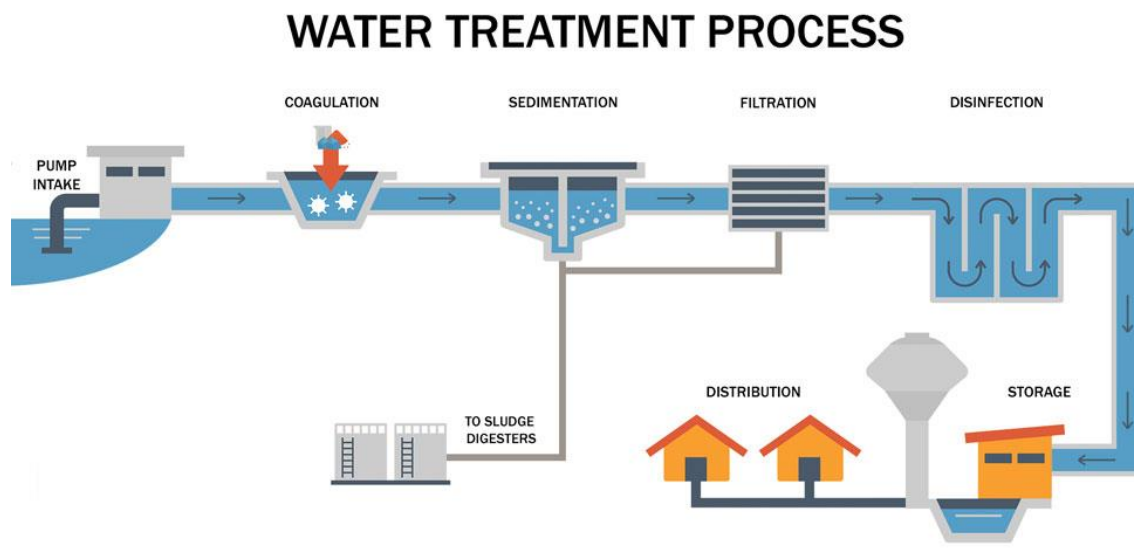 WATER TREATMENT PROCESS
COAGULATION
SEDIMENTATION
FILTRATION
DISINFECTION
PUMP
INTAKE
DISTRIBUTION
STORAGE
TO SLUDGE
DIGESTERS